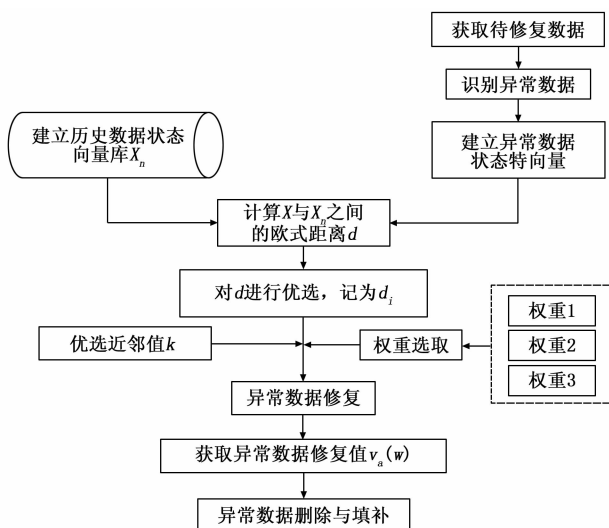 获取待修复数据
识别异常数据
建立历史数据状态
向量库Xn
建立异常数据
状态特向量
计算X与Xn之间
的欧式距离d
对d进行优选，记为di
优选近邻值k
权重选取
权重1
权重2
权重3
异常数据修复
获取异常数据修复值va(w)
异常数据删除与填补